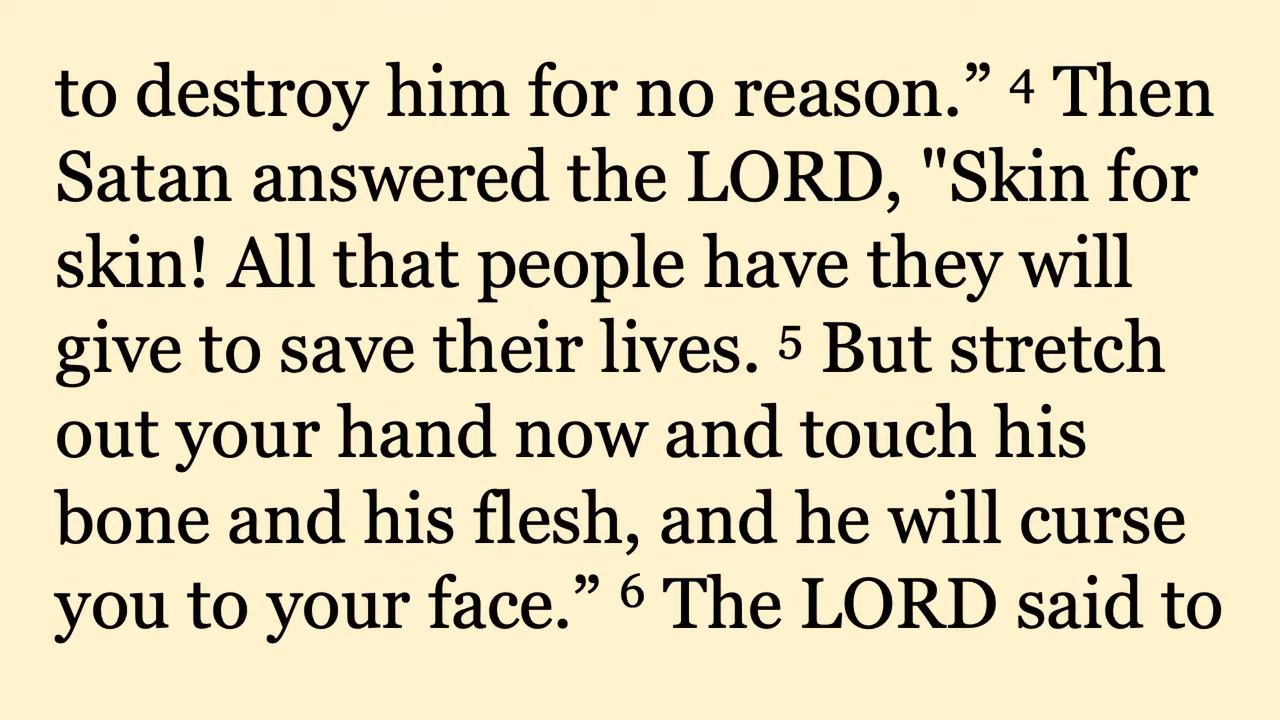 to destroy him for no reason.” ⁴ Then
Satan answered the LORD, "Skin for
skin! All that people have they will
give to save their lives. ⁵ But stretch
out your hand now and touch his
bone and his flesh, and he will curse
you to your face.” ⁶ The LORD said to